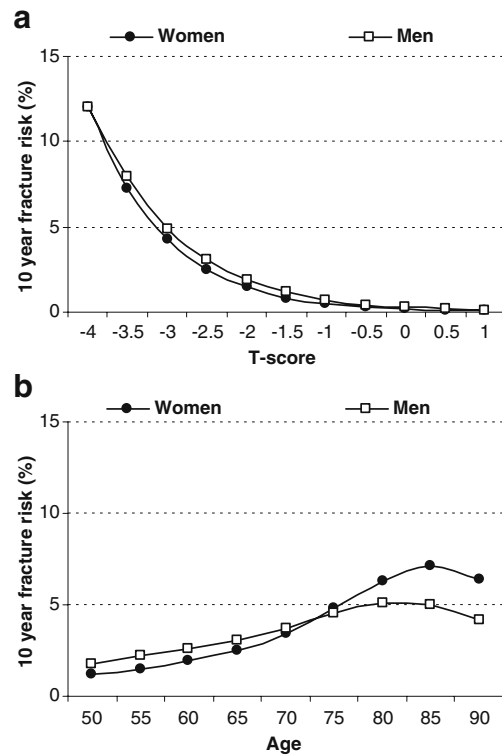 a
Women Men
15
10
5
0
10 year fracture risk (%)
-4 -3.5 -3 -2.5 -2 -1.5 -1 -0.5 0 0.5 1
T-score
b
Women Men
15
10
5
0
10 year fracture risk (%)
50 55 60 65 70 75 80 85 90
Age